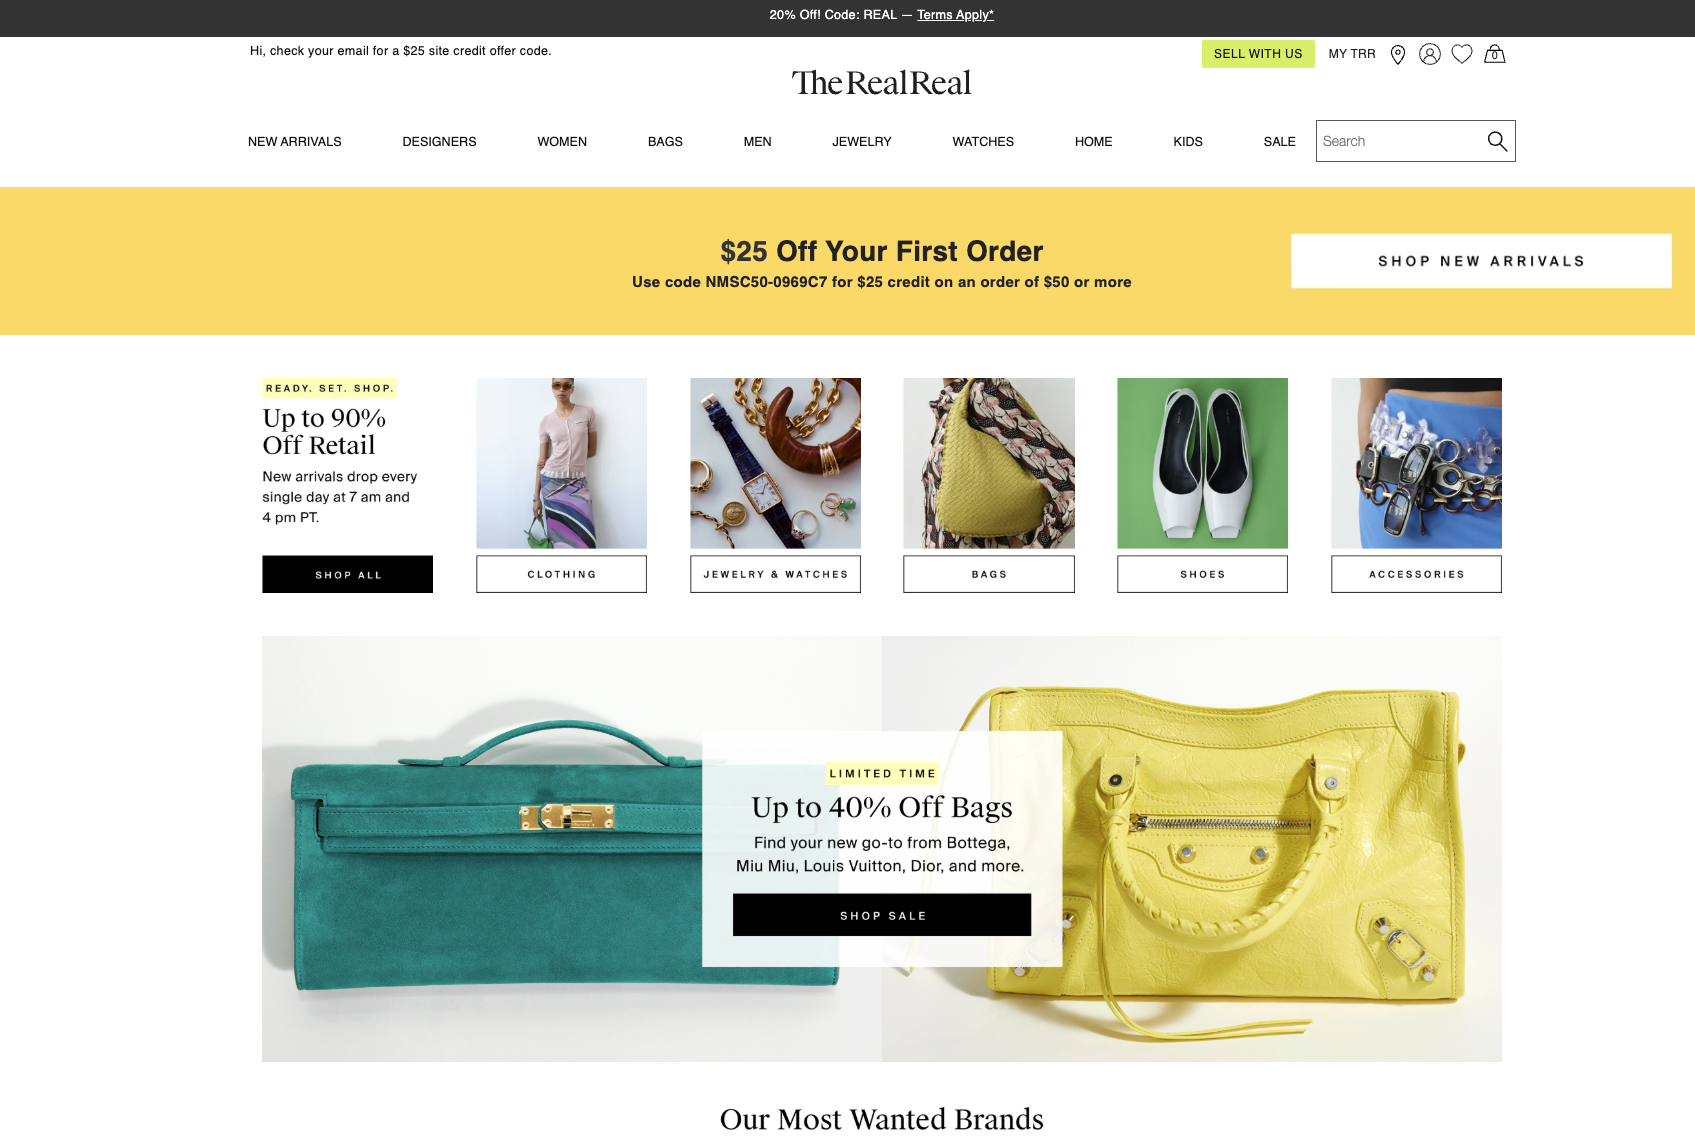 20% Off! Code: REAL — Terms Apply*
Hi, check your email for a $25 site credit offer code.
SELL WITH US
MY TRR
0
The RealReal
NEW ARRIVALS
DESIGNERS
WOMEN
BAGS
MEN
JEWELRY
WATCHES
HOME
KIDS
SALE
Search
$25 Off Your First Order
Use code NMSC50-0969C7 for $25 credit on an order of $50 or more
SHOP NEW ARRIVALS
READY. SET. SHOP.
Up to 90%
Off Retail
New arrivals drop every
single day at 7 am and
4 pm PT.
SHOP ALL
CLOTHING
JEWELRY & WATCHES
BAGS
SHOES
ACCESSORIES
LIMITED TIME
Up to 40% Off Bags
Find your new go-to from Bottega,
Miu Miu, Louis Vuitton, Dior, and more.
SHOP SALE
Our Most Wanted Brands